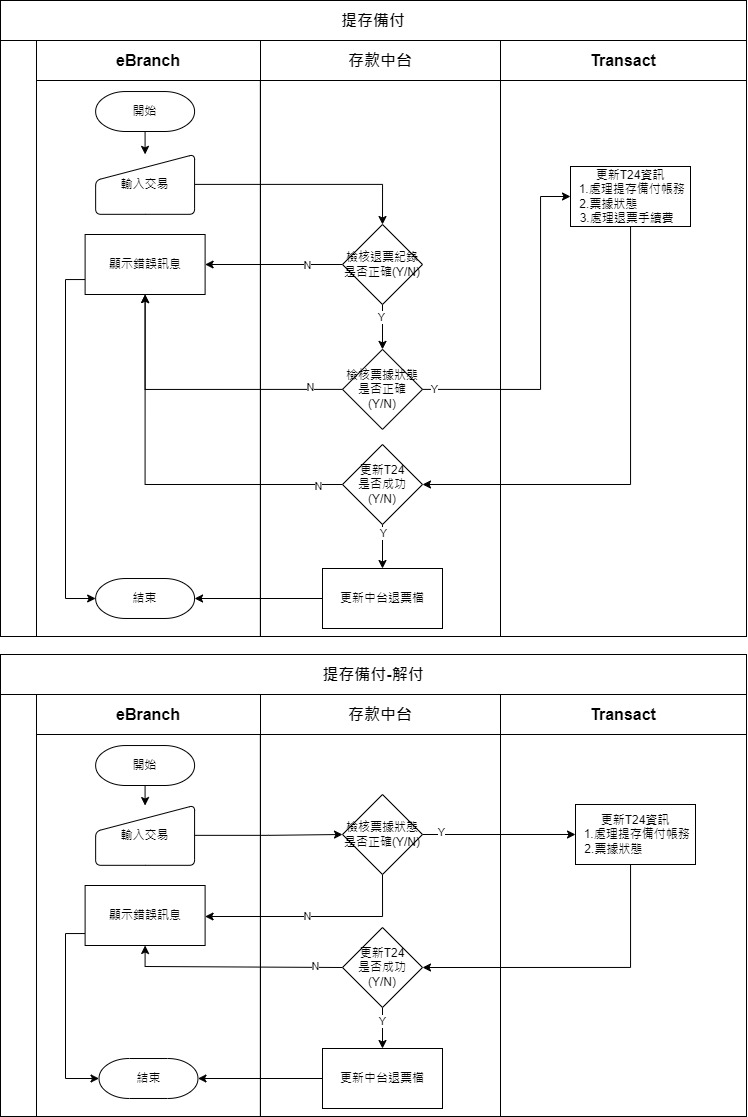 提存備付
eBranch
存款中台
Transact
開始
輸入交易
更新T24資訊
1.處理提存備付帳務
2.票據狀態
3.處理退票手續費
顯示錯誤訊息
N
檢核退票紀錄
是否正確(Y/N)
Y
N
檢核票據狀態
是否正確
(Y/N)
Y
N
更新T24
是否成功
(Y/N)
Y
結束
更新中台退票檔
提存備付-解付
eBranch
存款中台
Transact
開始
輸入交易
檢核票據狀態
是否正確(Y/N)
Y
更新T24資訊
1.處理提存備付帳務
2.票據狀態
顯示錯誤訊息
N
N
更新T24
是否成功
(Y/N)
Y
結束
更新中台退票檔